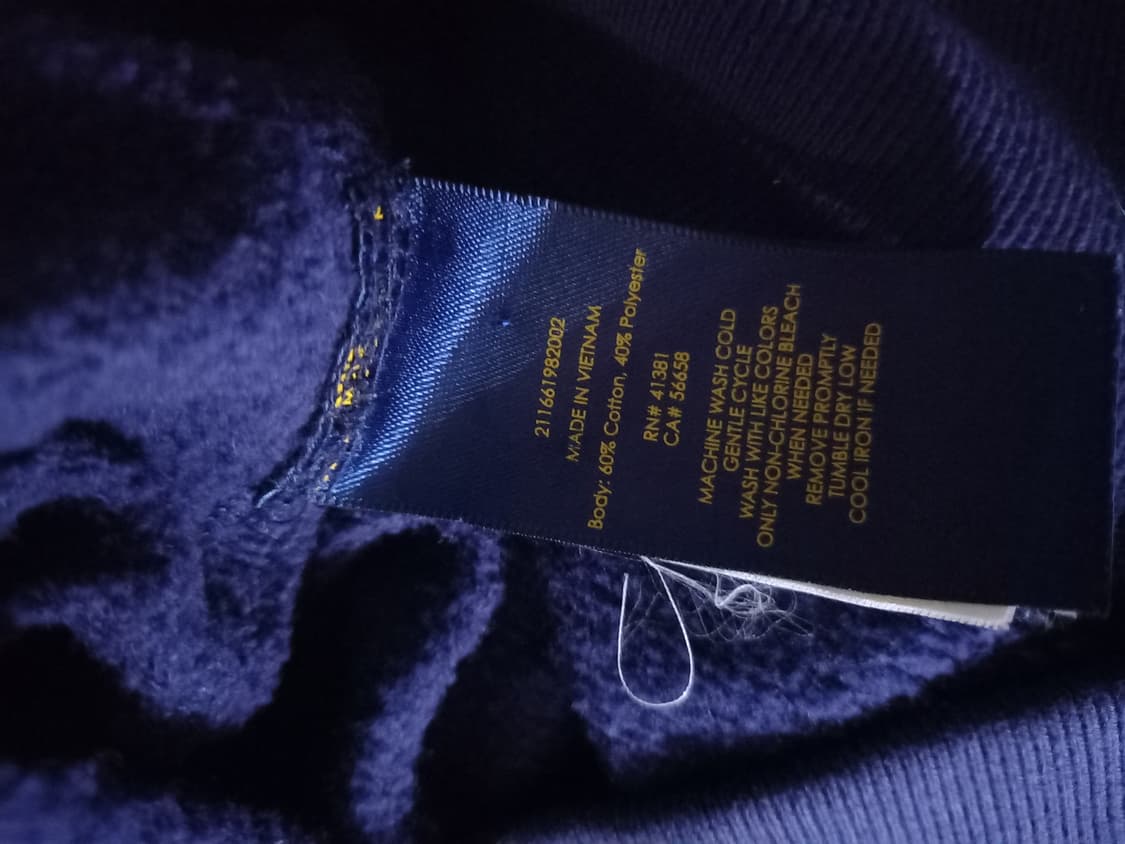 211661982002
MADE IN VIETNAM
Body: 60% Cotton, 40% Polyester
RN# 41381
CA# 56658
MACHINE WASH COLD
GENTLE CYCLE
WASH WITH LIKE COLORS
ONLY NON-CHLORINE BLEACH
WHEN NEEDED
REMOVE PROMPTLY
TUMBLE DRY LOW
COOL IRON IF NEEDED